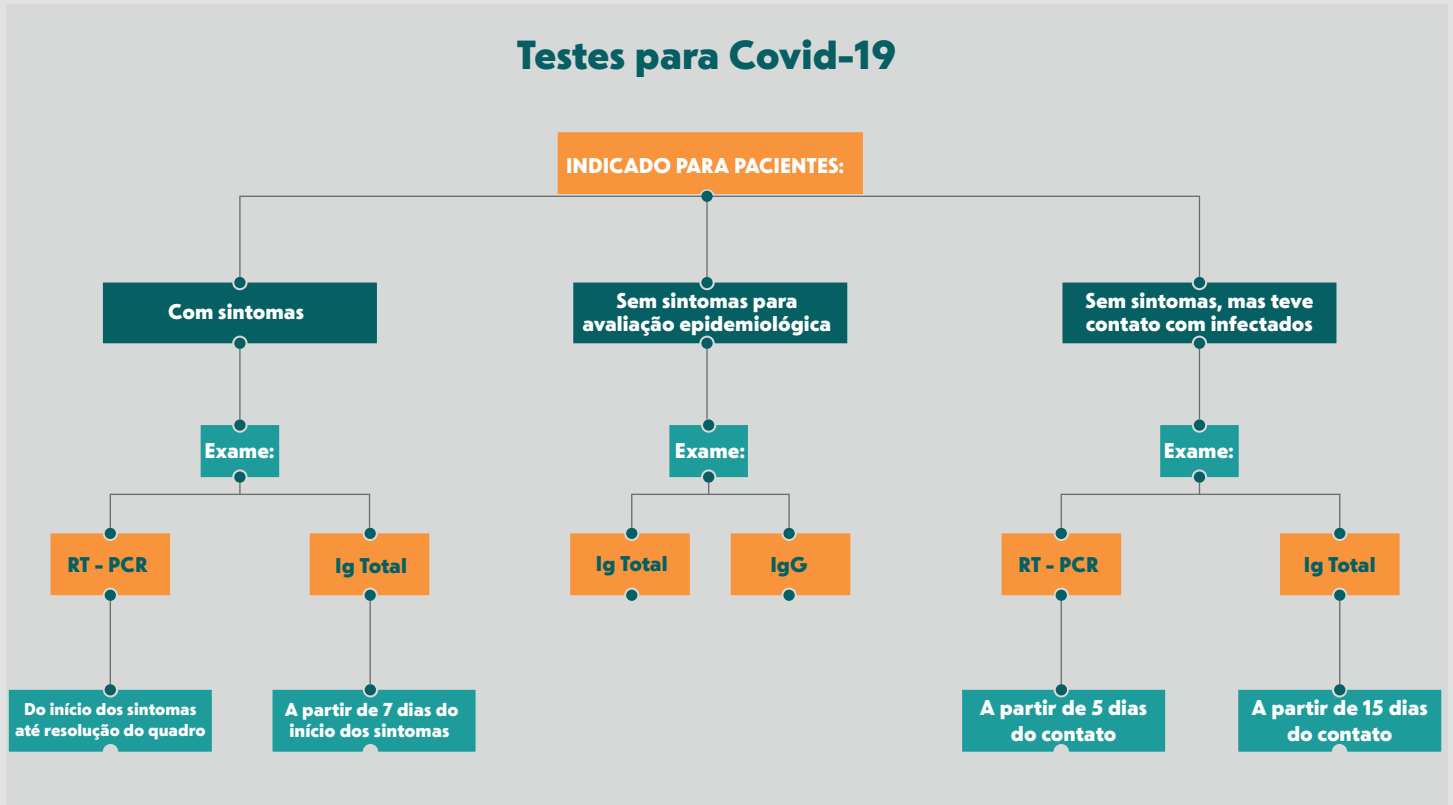 Testes para Covid-19
INDICADO PARA PACIENTES:
Com sintomas
Sem sintomas para
avaliação epidemiológica
Sem sintomas, mas teve
contato com infectados
Exame:
Exame:
Exame:
RT - PCR
Ig Total
Ig Total
IgG
RT - PCR
Ig Total
Do início dos sintomas
até resolução do quadro
A partir de 7 dias do
início dos sintomas
A partir de 5 dias
do contato
A partir de 15 dias
do contato